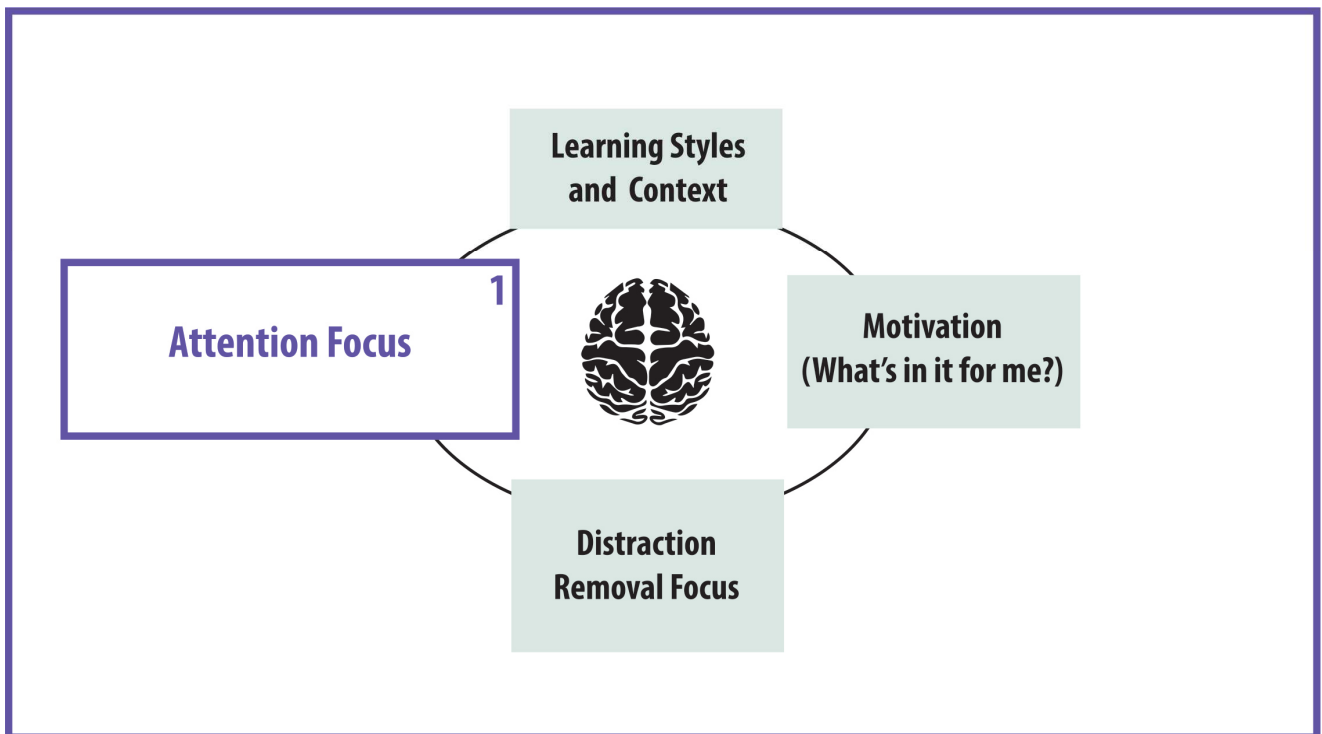 Learning Styles
and Context
1
Attention Focus
Motivation
(What's in it for me?)
Distraction
Removal Focus